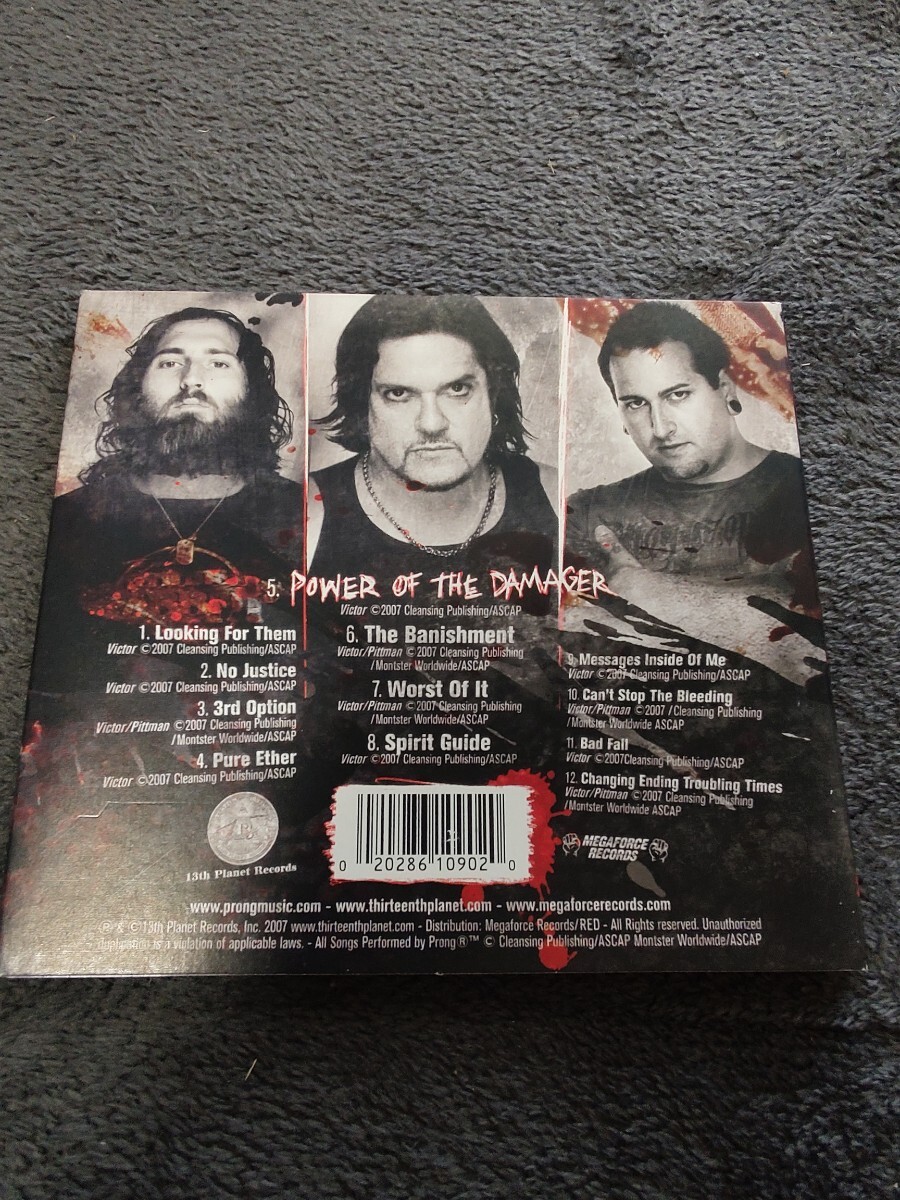 5. POWER OF THE DAMAGER
Victor ©2007 Cleansing Publishing/ASCAP
1. Looking For Them
Victor ©2007 Cleansing Publishing/ASCAP
2. No Justice
Victor ©2007 Cleansing Publishing/ASCAP
3. 3rd Option
Victor/Pittman ©2007 Cleansing Publishing
/Montster Worldwide/ASCAP
4. Pure Ether
Victor ©2007 Cleansing Publishing/ASCAP
6. The Banishment
Victor/Pittman ©2007 Cleansing Publishing
/Montster Worldwide/ASCAP
7. Worst Of It
Victor/Pittman ©2007 Cleansing Publishing
/Montster Worldwide/ASCAP
8. Spirit Guide
Victor ©2007 Cleansing Publishing/ASCAP
9. Messages Inside Of Me
Victor ©2007 Cleansing Publishing/ASCAP
10. Can't Stop The Bleeding
Victor/Pittman ©2007 /Cleansing Publishing
/Montster Worldwide ASCAP
11. Bad Fall
Victor ©2007Cleansing Publishing/ASCAP
12. Changing Ending Troubling Times
Victor/Pittman ©2007 Cleansing Publishing
/Montster Worldwide ASCAP
13th Planet Records
0 20286 10902 0
MEGAFORCE
RECORDS
www.prongmusic.com - www.thirteenthplanet.com - www.megaforcerecords.com
℗ & © 13th Planet Records, Inc. 2007 www.thirteenthplanet.com - Distribution: Megaforce Records/RED - All Rights reserved. Unauthorized
duplication is a violation of applicable laws. - All Songs Performed by Prong®™ © Cleansing Publishing/ASCAP Montster Worldwide/ASCAP